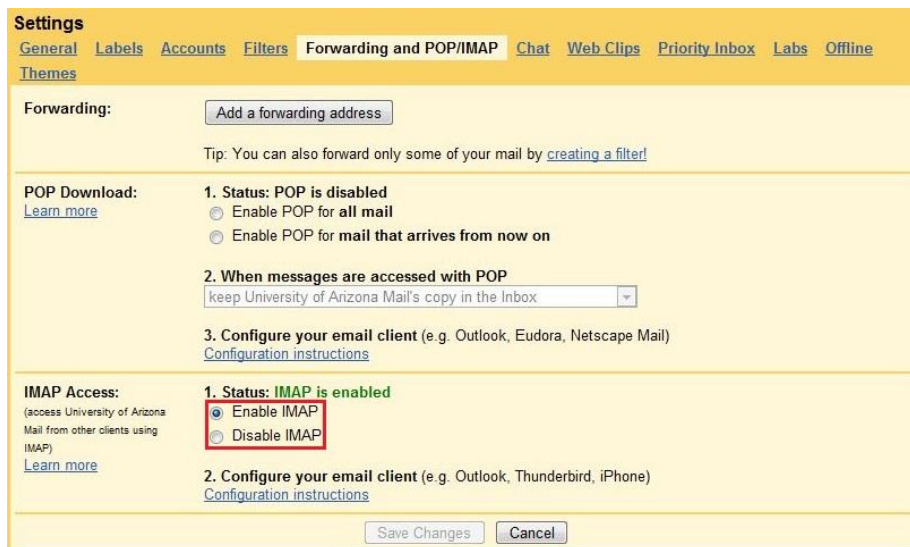 Settings
General Labels Accounts Filters Forwarding and POP/IMAP Chat Web Clips Priority Inbox Labs Offline
Themes
Forwarding:
Add a forwarding address
Tip: You can also forward only some of your mail by creating a filter!
POP Download:
Learn more
1. Status: POP is disabled
Enable POP for all mail
Enable POP for mail that arrives from now on
2. When messages are accessed with POP
keep University of Arizona Mail's copy in the Inbox
3. Configure your email client (e.g. Outlook, Eudora, Netscape Mail)
Configuration instructions
IMAP Access:
(access University of Arizona
Mail from other clients using
IMAP)
Learn more
1. Status: IMAP is enabled
Enable IMAP
Disable IMAP
2. Configure your email client (e.g. Outlook, Thunderbird, iPhone)
Configuration instructions
Save Changes Cancel